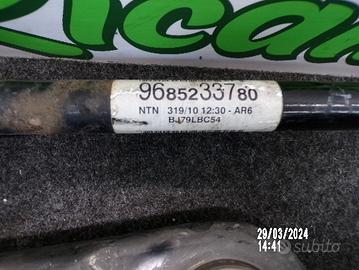 Ricam
9685233780
NTN 319/10 12:30 - AR6
BJ79LBC54
29/03/2024
14:41
subito